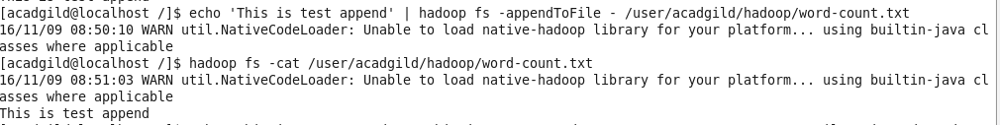 [acadgild@localhost /]$ echo 'This is test append' | hadoop fs -appendToFile - /user/acadgild/hadoop/word-count.txt
16/11/09 08:50:10 WARN util.NativeCodeLoader: Unable to load native-hadoop library for your platform... using builtin-java cl
asses where applicable
[acadgild@localhost /]$ hadoop fs -cat /user/acadgild/hadoop/word-count.txt
16/11/09 08:51:03 WARN util.NativeCodeLoader: Unable to load native-hadoop library for your platform... using builtin-java cl
asses where applicable
This is test append